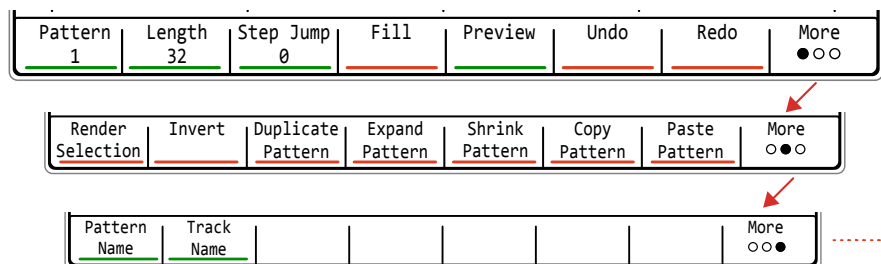 Pattern Length Step Jump Fill Preview Undo Redo More
1 32 0
Render Invert Duplicate Expand Shrink Copy Paste More
Selection Pattern Pattern Pattern Pattern Pattern
Pattern Track More
Name Name